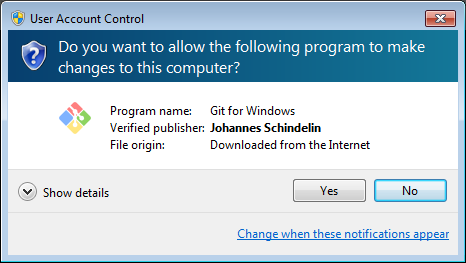 User Account Control
Do you want to allow the following program to make
changes to this computer?
Program name: Git for Windows
Verified publisher: Johannes Schindelin
File origin: Downloaded from the Internet
Show details Yes No
Change when these notifications appear